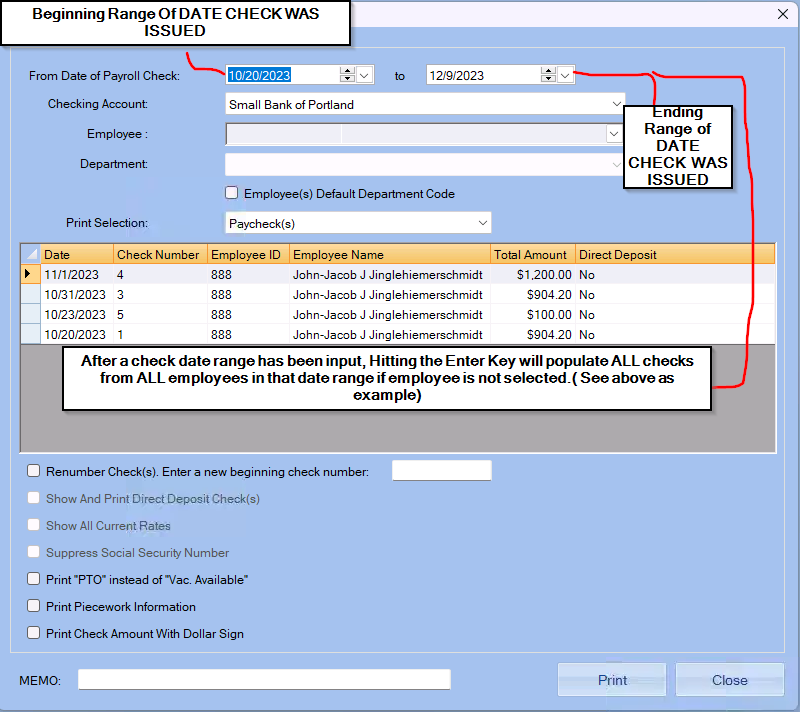 Beginning Range Of DATE CHECK WAS
ISSUED
From Date of Payroll Check: 10/20/2023 to 12/9/2023
Checking Account: Small Bank of Portland
Ending
Range of
DATE
CHECK WAS
ISSUED
Employee :
Department:
Employee(s) Default Department Code
Print Selection: Paycheck(s)
Date Check Number Employee ID Employee Name Total Amount Direct Deposit
11/1/2023 4 888 John-Jacob J Jinglehiemerschmidt $1,200.00 No
10/31/2023 3 888 John-Jacob J Jinglehiemerschmidt $904.20 No
10/23/2023 5 888 John-Jacob J Jinglehiemerschmidt $100.00 No
10/20/2023 1 888 John-Jacob J Jinglehiemerschmidt $904.20 No
After a check date range has been input, Hitting the Enter Key will populate ALL checks
from ALL employees in that date range if employee is not selected.( See above as
example)
Renumber Check(s). Enter a new beginning check number:
Show And Print Direct Deposit Check(s)
Show All Current Rates
Suppress Social Security Number
Print "PTO" instead of "Vac. Available"
Print Piecework Information
Print Check Amount With Dollar Sign
MEMO:
Print Close